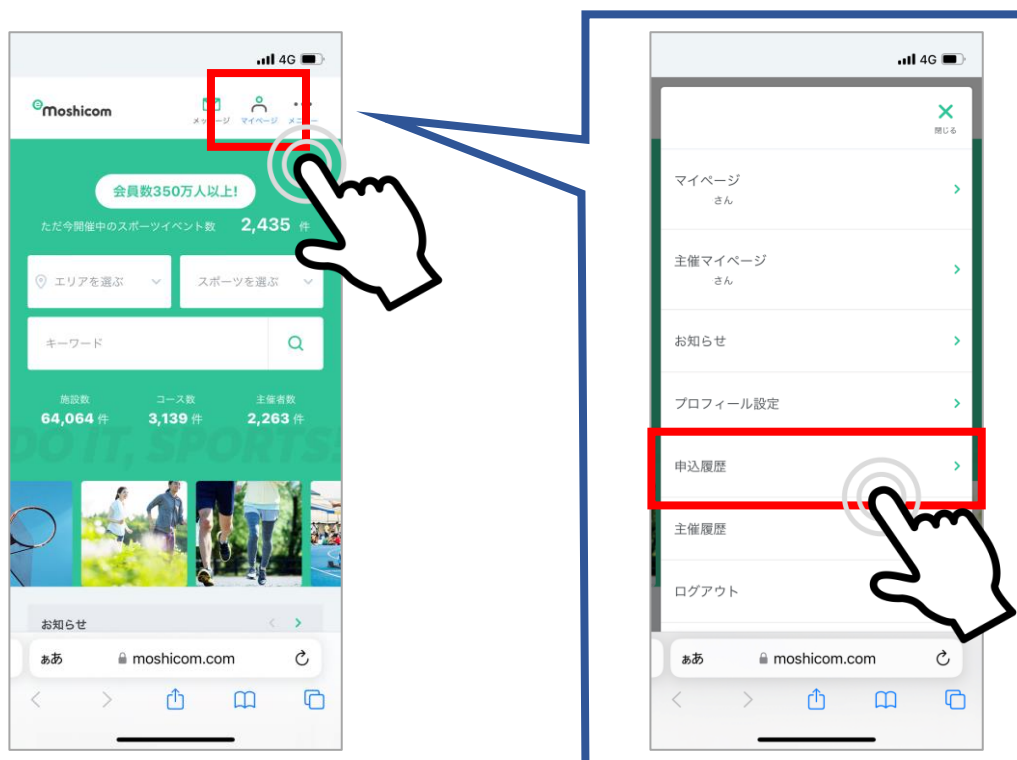 4G
moshicom
メッセージ
マイページ
メニュー
会員数350万人以上!
ただ今開催中のスポーツイベント数 2,435 件
エリアを選ぶ
スポーツを選ぶ
キーワード
施設数 コース数 主催者数
64,064 件 3,139 件 2,263 件
DO IT, SPORTS!
お知らせ
ぁあ moshicom.com
4G
閉じる
マイページ
さん
主催マイページ
さん
お知らせ
プロフィール設定
申込履歴
主催履歴
ログアウト
ぁあ moshicom.com